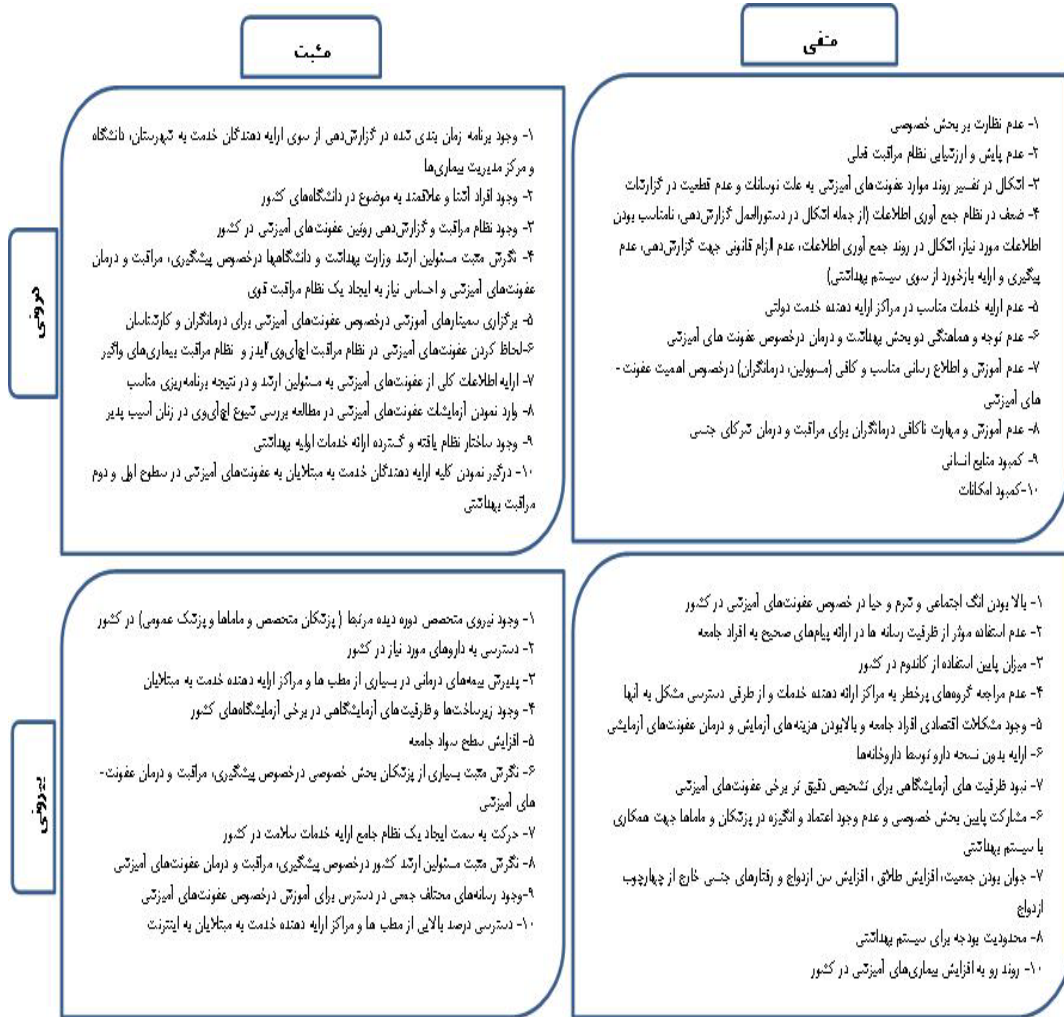 مثبت
منفی
درونی
۱- وجود برنامه زمان بندی شده در گزارش‌دهی از سوی ارایه دهندگان خدمت به شهرستان، دانشگاه
و مرکز مدیریت بیماری‌ها
۲- وجود افراد آشنا و علاقمند به موضوع در دانشگاه‌های کشور
۳- وجود نظام مراقبت و گزارش‌دهی روتین عفونت‌های آمیزشی در کشور
۴- نگرش مثبت مسئولین ارشد وزارت بهداشت و دانشگاهها درخصوص پیشگیری، مراقبت و درمان
عفونت‌های آمیزشی و احساس نیاز به ایجاد یک نظام مراقبت قوی
۵- برگزاری سمینارهای آموزشی درخصوص عفونت‌های آمیزشی برای درمانگران و کارشناسان
۶-لحاظ کردن عفونت‌های آمیزشی در نظام مراقبت اچ‌آی‌وی/ایدز و نظام مراقبت بیماری‌های واگیر
۷- ارایه اطلاعات کلی از عفونت‌های آمیزشی به مسئولین ارشد و در نتیجه برنامه‌ریزی مناسب
۸- وارد نمودن آزمایشات عفونت‌های آمیزشی در مطالعه بررسی شیوع اچ‌آی‌وی در زنان آسیب پذیر
۹- وجود ساختار نظام یافته و گسترده ارائه خدمات اولیه بهداشتی
۱۰- درگیر نمودن کلیه ارایه دهندگان خدمت به مبتلایان به عفونت‌های آمیزشی در سطوح اول و دوم
مراقبت بهداشتی
۱- عدم نظارت بر بخش خصوصی
۲- عدم پایش و ارزشیابی نظام مراقبت فعلی
۳- اشکال در تفسیر روند موارد عفونت‌های آمیزشی به علت نوسانات و عدم قطعیت در گزارشات
۴- ضعف در نظام جمع آوری اطلاعات (از جمله اشکال در دستورالعمل گزارش‌دهی، نامناسب بودن
اطلاعات مورد نیاز، اشکال در روند جمع آوری اطلاعات، عدم الزام قانونی جهت گزارش‌دهی، عدم
پیگیری و ارایه بازخورد از سوی سیستم بهداشتی)
۵- عدم ارایه خدمات مناسب در مراکز ارایه دهنده خدمت دولتی
۶- عدم توجه و هماهنگی دو بخش بهداشت و درمان درخصوص عفونت های آمیزشی
۷- عدم آموزش و اطلاع رسانی مناسب و کافی (مسوولین، درمانگران) درخصوص اهمیت عفونت -
های آمیزشی
۸- عدم آموزش و مهارت ناکافی درمانگران برای مراقبت و درمان شرکای جنسی
۹- کمبود منابع انسانی
۱۰-کمبود امکانات
بیرونی
۱- وجود نیروی متخصص دوره دیده مرتبط ( پزشکان متخصص و ماماها و پزشک عمومی) در کشور
۲- دسترسی به داروهای مورد نیاز در کشور
۳- پذیرش بیمه‌های درمانی در بسیاری از مطب ها و مراکز ارایه دهنده خدمت به مبتلایان
۴- وجود زیرساخت‌ها و ظرفیت‌های آزمایشگاهی در برخی آزمایشگاه‌های کشور
۵- افزایش سطح سواد جامعه
۶- نگرش مثبت بسیاری از پزشکان بخش خصوصی درخصوص پیشگیری، مراقبت و درمان عفونت-
های آمیزشی
۷- حرکت به سمت ایجاد یک نظام جامع ارایه خدمات سلامت در کشور
۸- نگرش مثبت مسئولین ارشد کشور درخصوص پیشگیری، مراقبت و درمان عفونت‌های آمیزشی
۹-وجود رسانه‌های مختلف جمعی در دسترس برای آموزش درخصوص عفونت‌های آمیزشی
۱۰- دسترسی درصد بالایی از مطب ها و مراکز ارایه دهنده خدمت به مبتلایان به اینترنت
۱- بالا بودن انگ اجتماعی و شرم و حیا در خصوص عفونت‌های آمیزشی در کشور
۲- عدم استفاده موثر از ظرفیت رسانه ها در ارائه پیام‌های صحیح به افراد جامعه
۳- میزان پایین استفاده از کاندوم در کشور
۴- عدم مراجعه گروه‌های پرخطر به مراکز ارائه دهنده خدمات و از طرفی دسترسی مشکل به آنها
۵- وجود مشکلات اقتصادی افراد جامعه و بالابودن هزینه‌های آزمایش و درمان عفونت‌های آزمایشی
۶- ارایه بدون نسخه دارو توسط داروخانه‌ها
۷- نبود ظرفیت های آزمایشگاهی برای تشخیص دقیق تر برخی عفونت‌های آمیزشی
۶- مشارکت پایین بخش خصوصی و عدم وجود اعتماد و انگیزه در پزشکان و ماماها جهت همکاری
با سیستم بهداشتی
۷- جوان بودن جمعیت، افزایش طلاق ، افزایش سن ازدواج و رفتارهای جنسی خارج از چهارچوب
ازدواج
۸- محدودیت بودجه برای سیستم بهداشتی
۱۰- روند رو به افزایش بیماری‌های آمیزشی در کشور